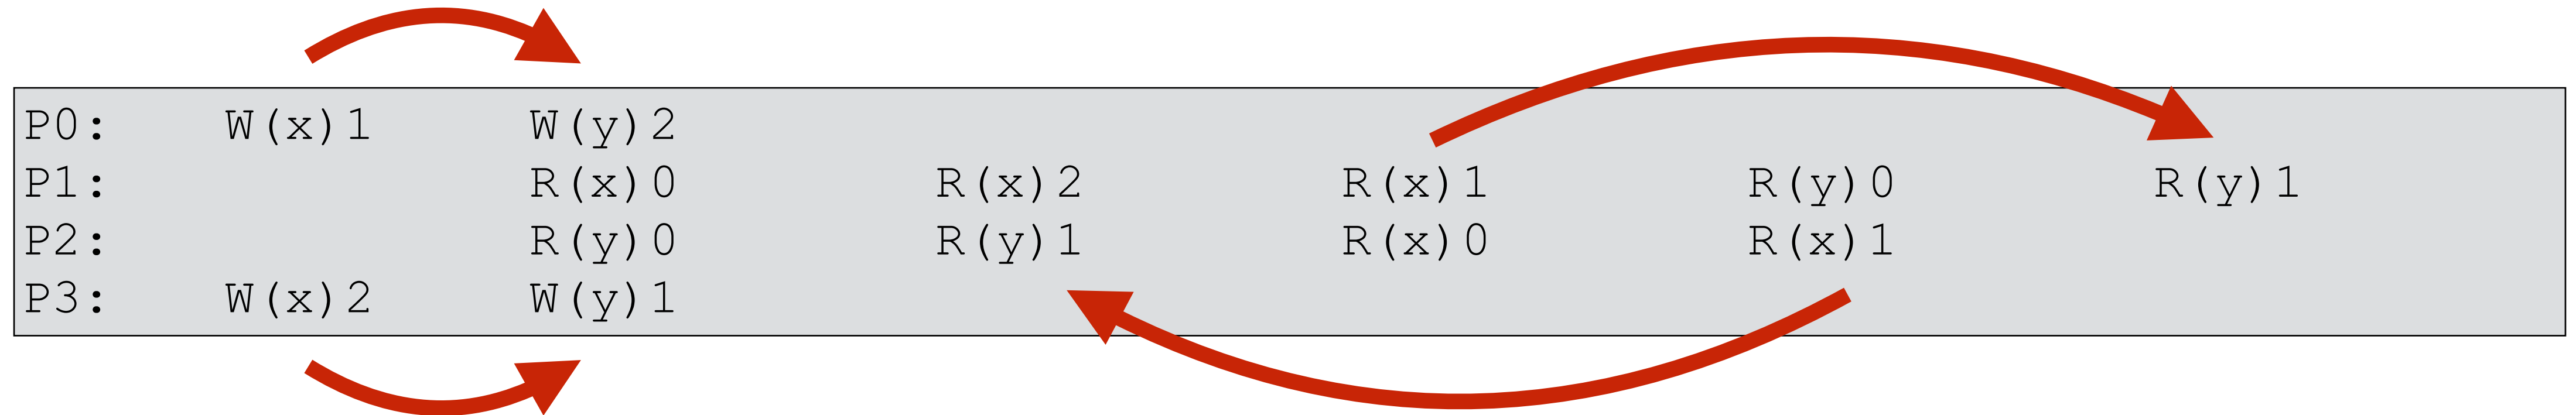 P0: W(x)1 W(y)2
P1: R(x)0 R(x)2 R(x)1 R(y)0 R(y)1
P2: R(y)0 R(y)1 R(x)0 R(x)1
P3: W(x)2 W(y)1